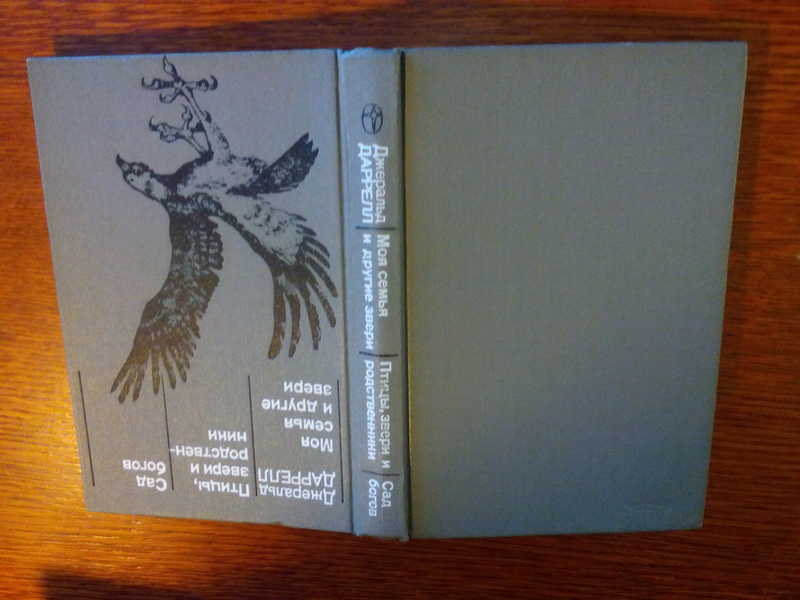 Джеральд
ДАРРЕЛЛ
Моя
семья
и другие
звери
Птицы,
звери и
родствен-
ники
Сад
богов
Джеральд
ДАРРЕЛЛ
Моя семья
и другие звери
Птицы, звери и
родственники
Сад
богов